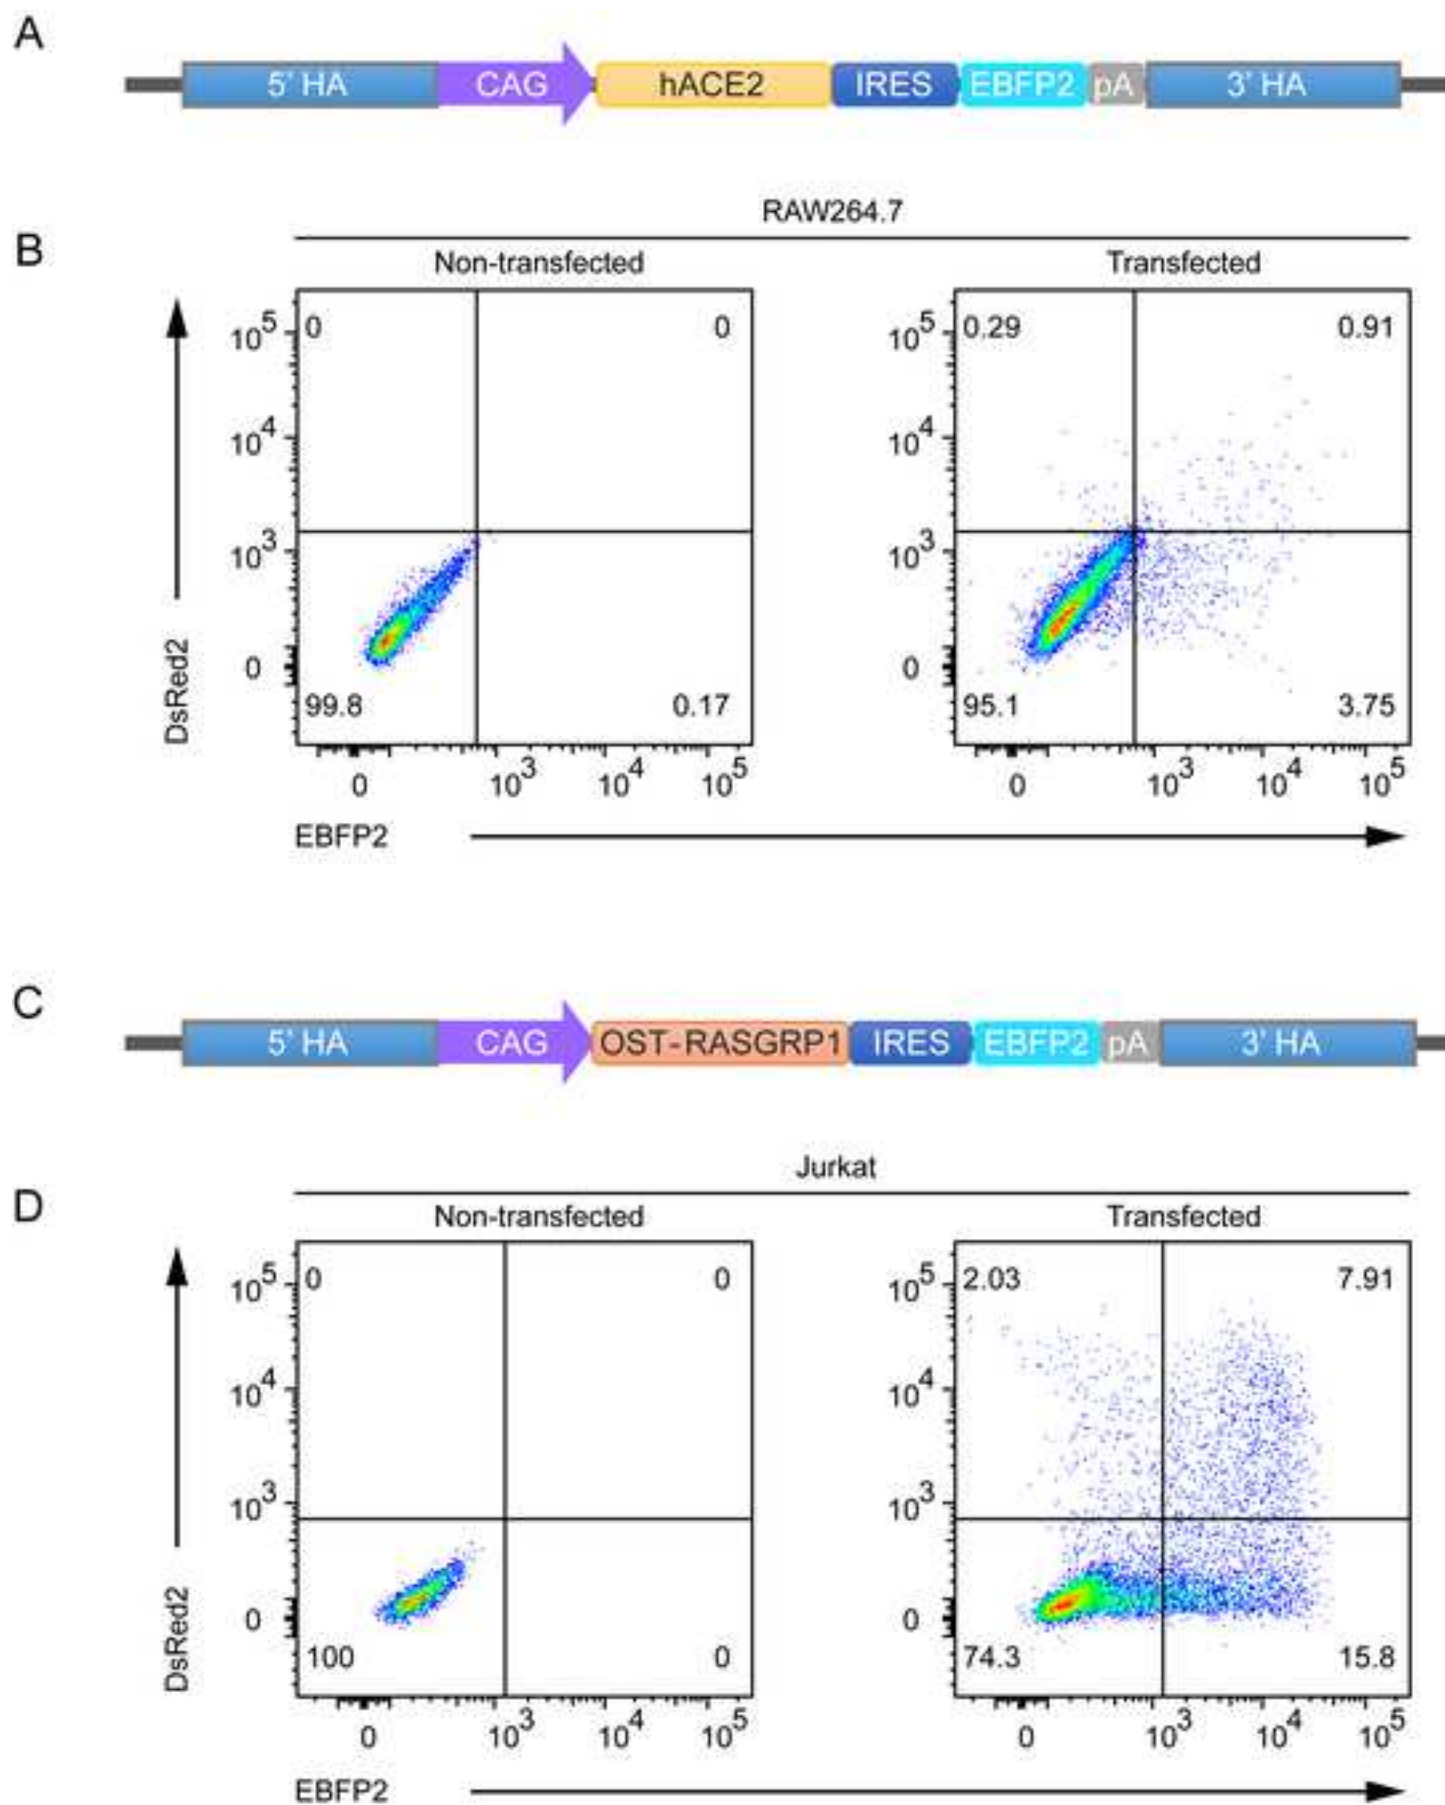 A
5' HA CAG hACE2 IRES EBFP2 pA 3' HA
RAW264.7
B
Non-transfected Transfected
10^5 0 0 10^5 0.29 0.91
10^4 10^4
10^3 10^3
0 0
DsRed2
99.8 0.17 95.1 3.75
0 10^3 10^4 10^5 0 10^3 10^4 10^5
EBFP2
C
5' HA CAG OST-RASGRP1 IRES EBFP2 pA 3' HA
Jurkat
D
Non-transfected Transfected
10^5 0 0 10^5 2.03 7.91
10^4 10^4
10^3 10^3
0 0
DsRed2
100 0 74.3 15.8
0 10^3 10^4 10^5 0 10^3 10^4 10^5
EBFP2